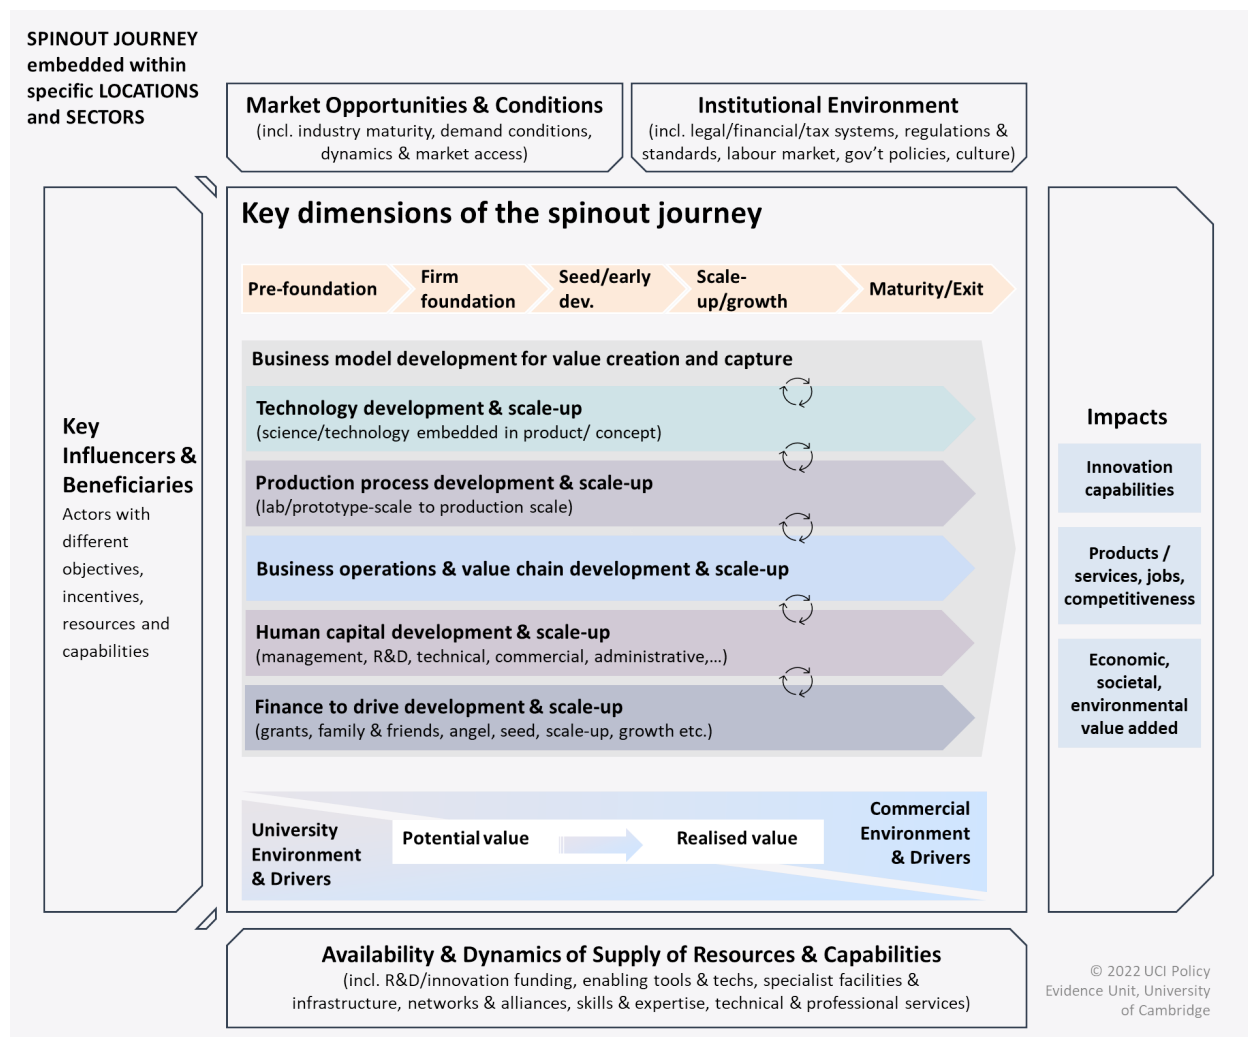 SPINOUT JOURNEY
embedded within
specific LOCATIONS
and SECTORS
Market Opportunities & Conditions
(incl. industry maturity, demand conditions,
dynamics & market access)
Institutional Environment
(incl. legal/financial/tax systems, regulations &
standards, labour market, gov’t policies, culture)
Key
Influencers &
Beneficiaries
Actors with
different
objectives,
incentives,
resources and
capabilities
Key dimensions of the spinout journey
Pre-foundation
Firm
foundation
Seed/early
dev.
Scale-
up/growth
Maturity/Exit
Business model development for value creation and capture
Technology development & scale-up
(science/technology embedded in product/ concept)
Production process development & scale-up
(lab/prototype-scale to production scale)
Business operations & value chain development & scale-up
Human capital development & scale-up
(management, R&D, technical, commercial, administrative,...)
Finance to drive development & scale-up
(grants, family & friends, angel, seed, scale-up, growth etc.)
University
Environment
& Drivers
Potential value
Realised value
Commercial
Environment
& Drivers
Impacts
Innovation
capabilities
Products /
services, jobs,
competitiveness
Economic,
societal,
environmental
value added
Availability & Dynamics of Supply of Resources & Capabilities
(incl. R&D/innovation funding, enabling tools & techs, specialist facilities &
infrastructure, networks & alliances, skills & expertise, technical & professional services)
© 2022 UCI Policy
Evidence Unit, University
of Cambridge